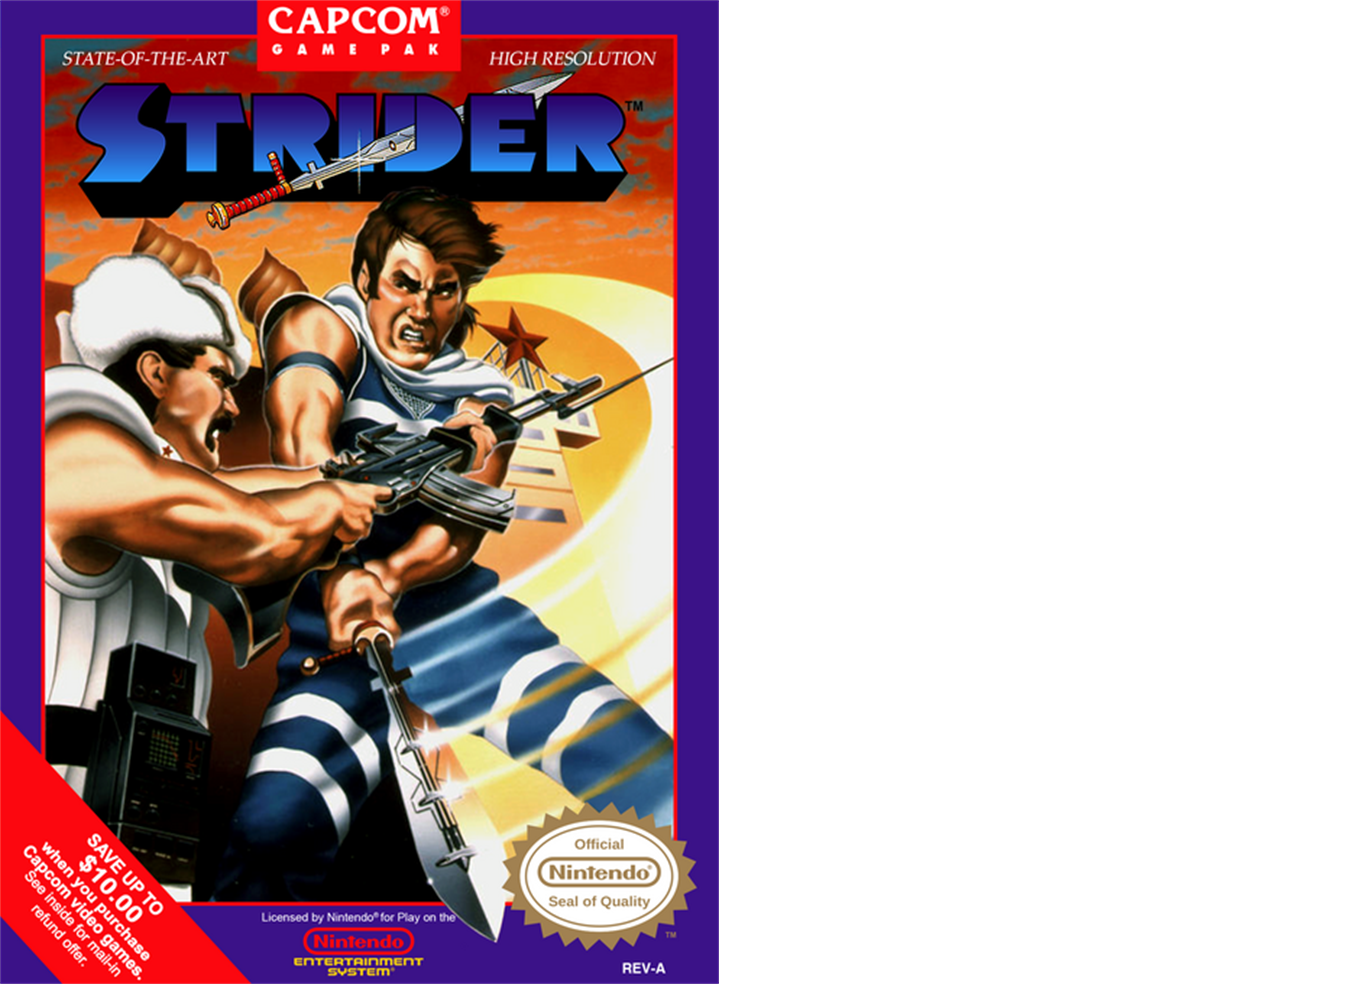 CAPCOM®
GAME PAK
STATE-OF-THE-ART
HIGH RESOLUTION
STRIDER™
SAVE UP TO
$10.00
when you purchase
Capcom video games.
See inside for mail-in
refund offer.
Licensed by Nintendo® for Play on the
Nintendo
ENTERTAINMENT
SYSTEM®
Official
Nintendo®
Seal of Quality
TM
REV-A